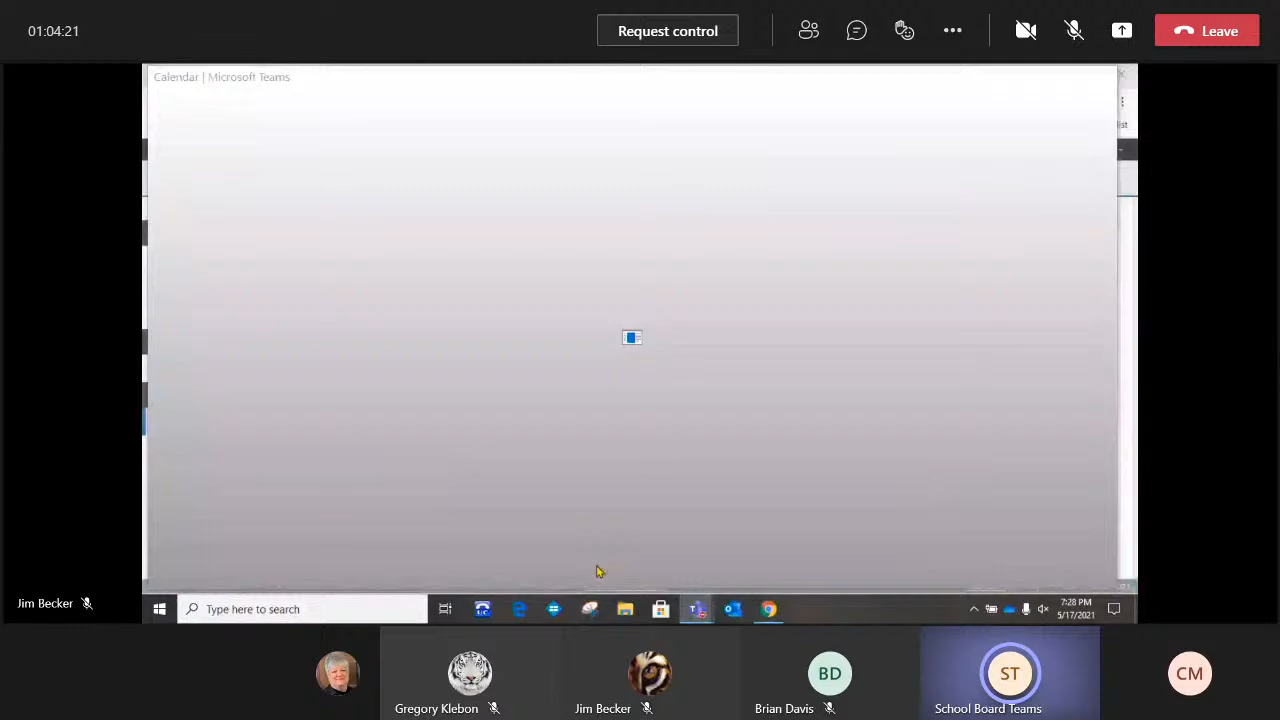 01:04:21
Request control
Leave
Calendar | Microsoft Teams
list
Jim Becker
Type here to search
7:28 PM
5/17/2021
BD
ST
CM
Gregory Klebon
Jim Becker
Brian Davis
School Board Teams